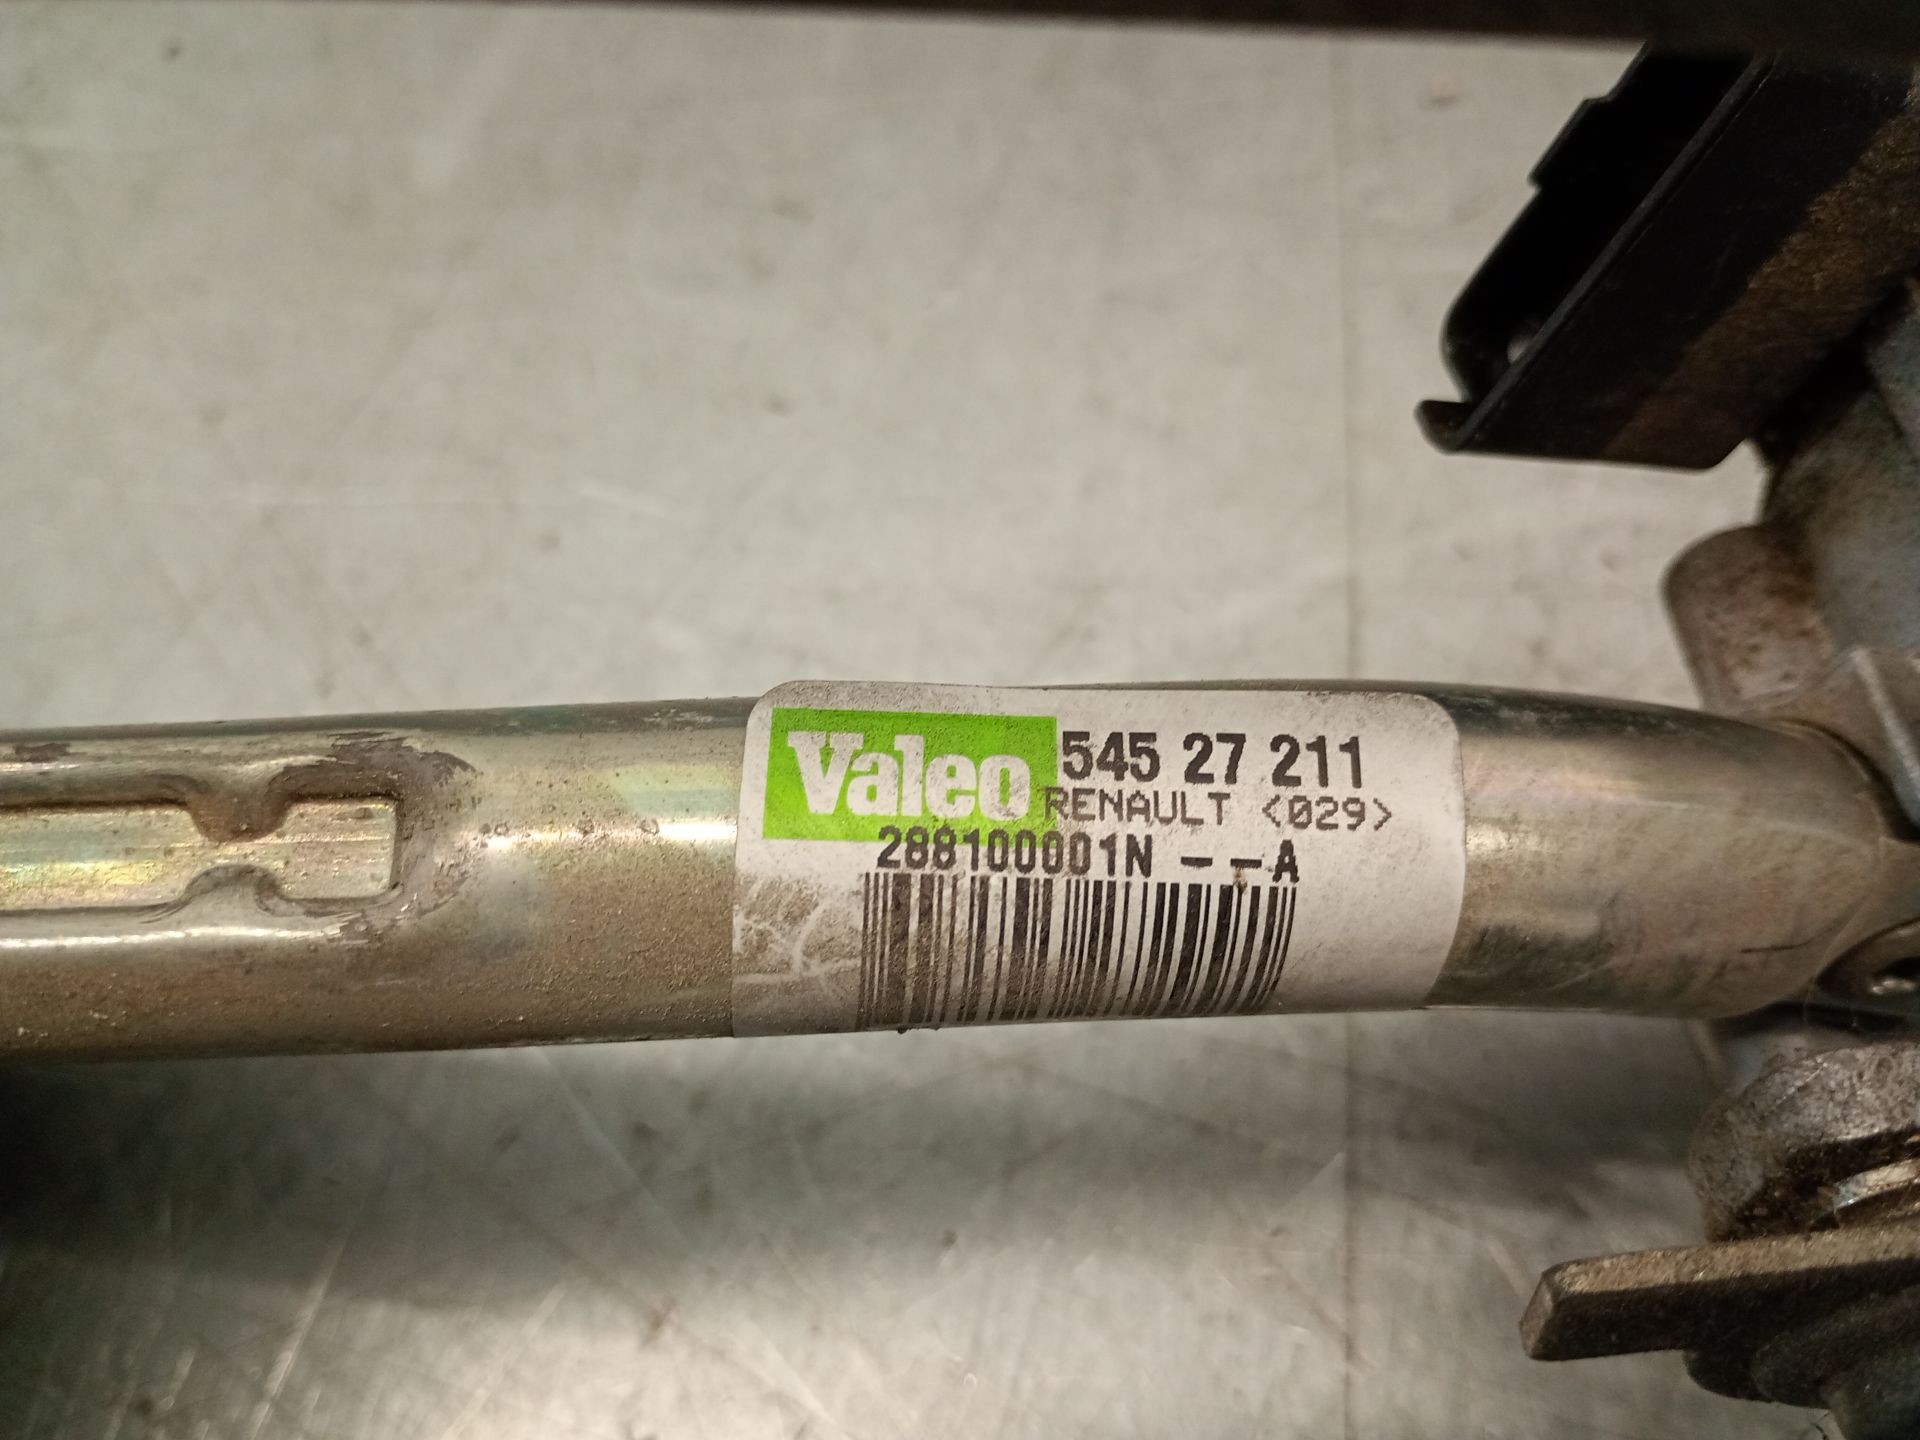 Valeo 545 27 211
RENAULT <029>
288100001N --A